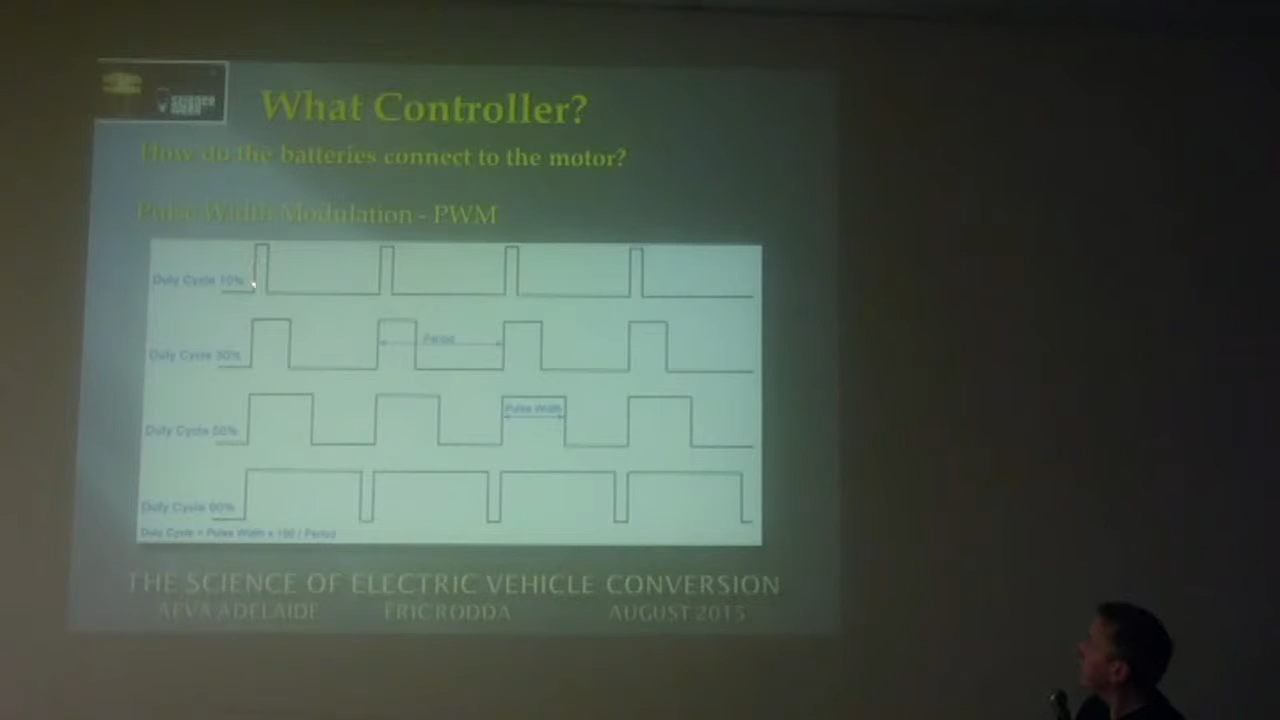 science
What Controller?
How do the batteries connect to the motor?
Pulse Width Modulation - PWM
Duty Cycle 10%
Duty Cycle 30%
Period
Duty Cycle 50%
Pulse Width
Duty Cycle 90%
Duty Cycle = Pulse Width x 100 / Period
THE SCIENCE OF ELECTRIC VEHICLE CONVERSION
AEVA ADELAIDE ERIC RODDA AUGUST 2015